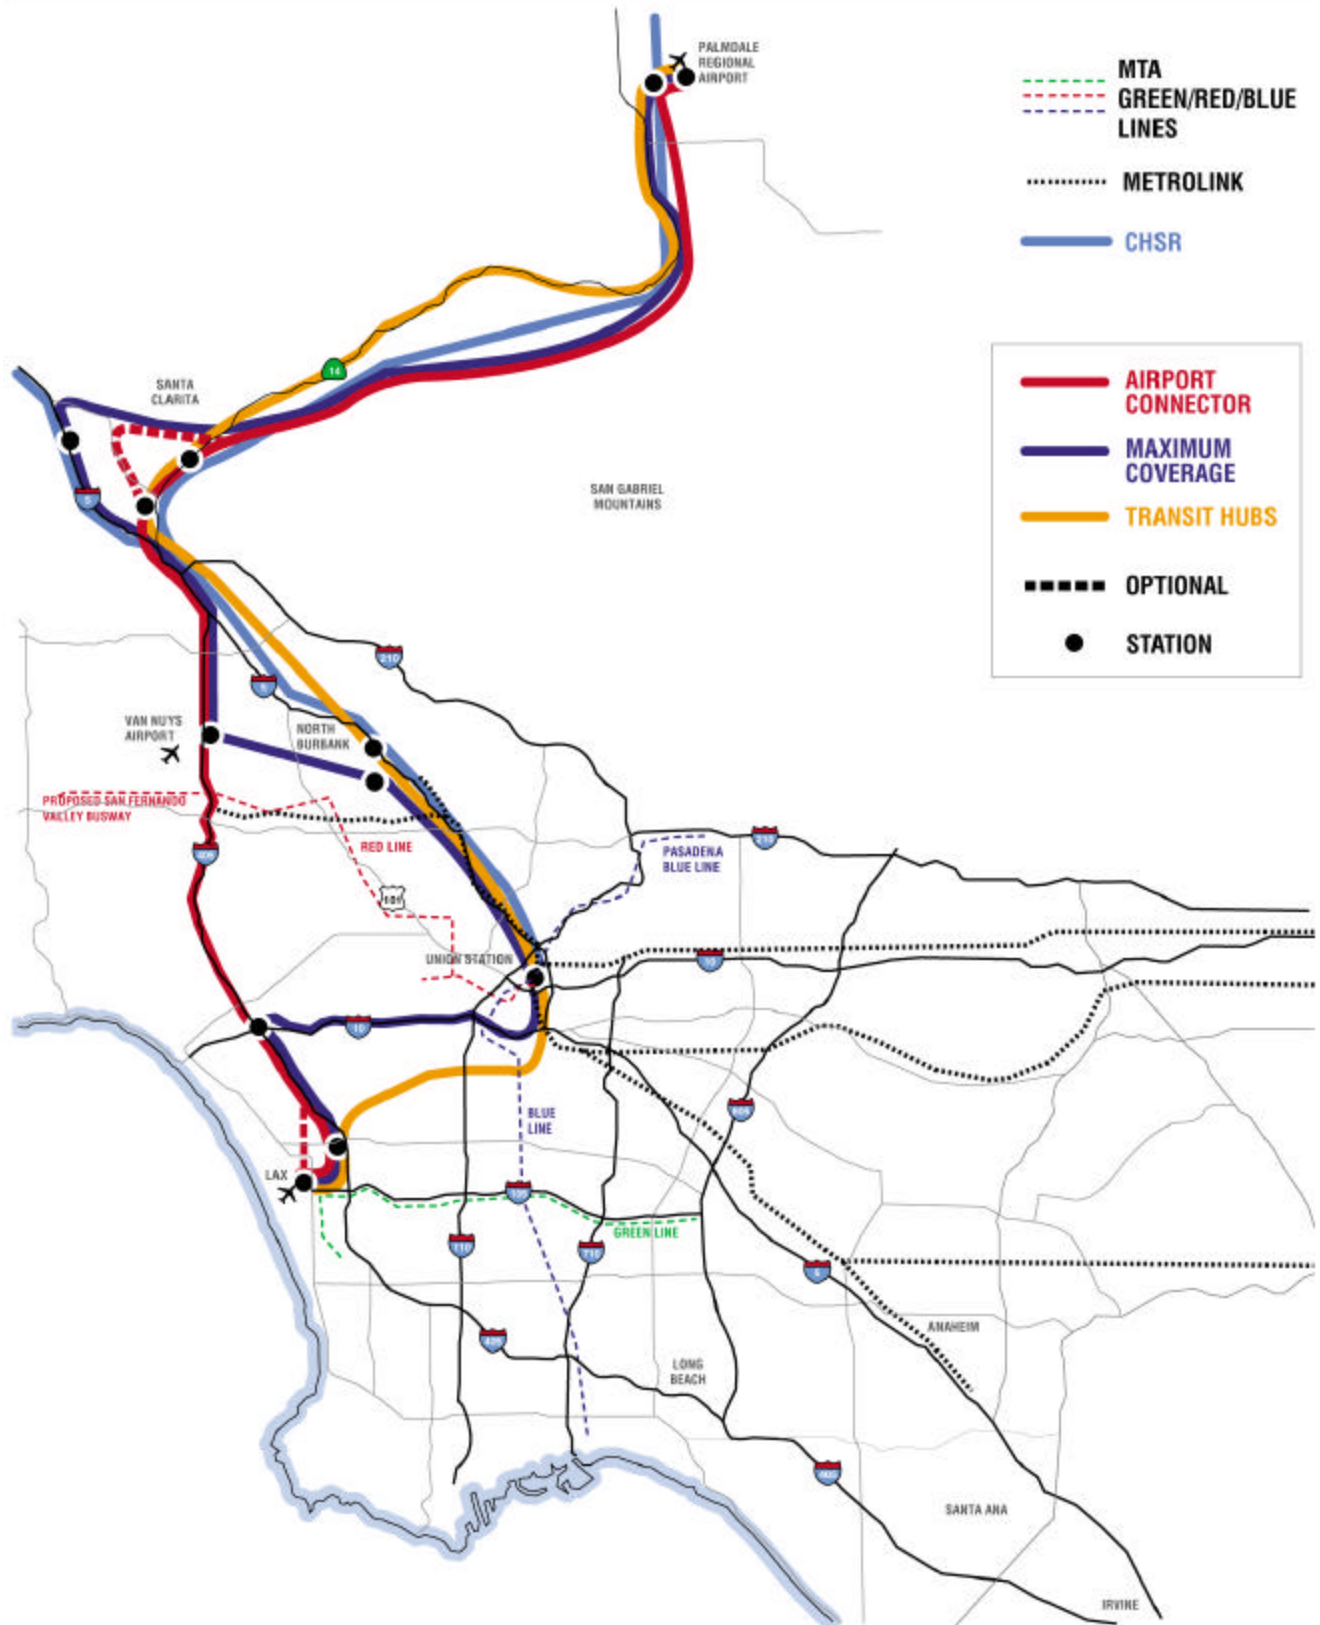 PALMDALE
REGIONAL
AIRPORT
MTA
GREEN/RED/BLUE
LINES
METROLINK
CHSR
14
SANTA
CLARITA
AIRPORT
CONNECTOR
MAXIMUM
COVERAGE
TRANSIT HUBS
OPTIONAL
STATION
5
SAN GABRIEL
MOUNTAINS
210
5
VAN NUYS
AIRPORT
NORTH
BURBANK
PROPOSED SAN FERNANDO
VALLEY BUSWAY
RED LINE
405
PASADENA
BLUE LINE
210
101
UNION STATION
10
10
BLUE
LINE
605
LAX
105
GREEN LINE
110
710
5
ANAHEIM
405
LONG
BEACH
405
SANTA ANA
IRVINE